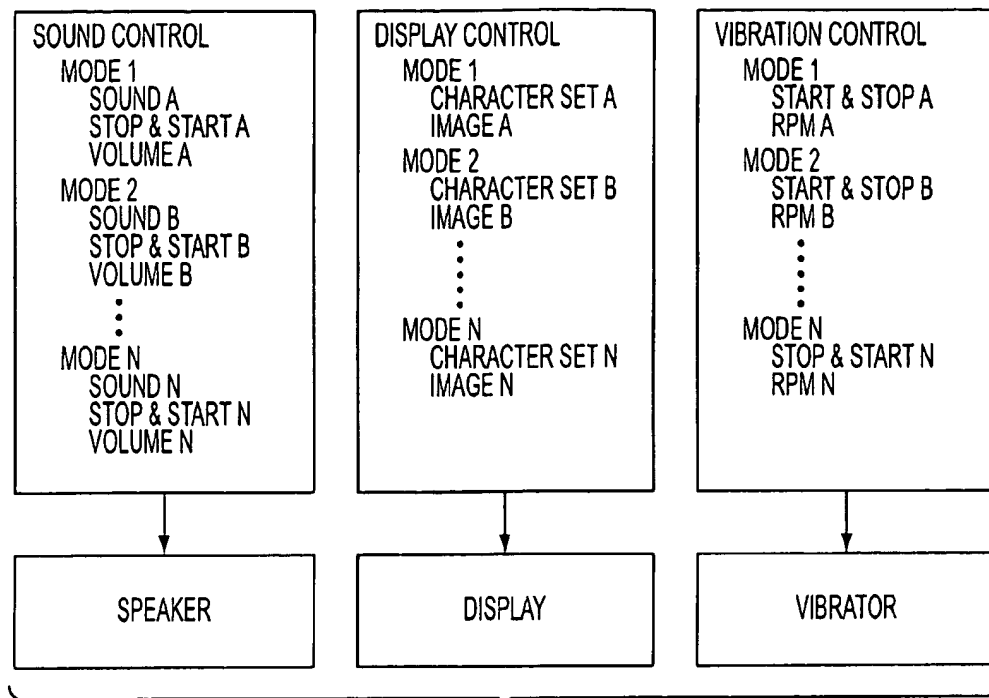 SOUND CONTROL
MODE 1
SOUND A
STOP & START A
VOLUME A
MODE 2
SOUND B
STOP & START B
VOLUME B
MODE N
SOUND N
STOP & START N
VOLUME N
SPEAKER
DISPLAY CONTROL
MODE 1
CHARACTER SET A
IMAGE A
MODE 2
CHARACTER SET B
IMAGE B
MODE N
CHARACTER SET N
IMAGE N
DISPLAY
VIBRATION CONTROL
MODE 1
START & STOP A
RPM A
MODE 2
START & STOP B
RPM B
MODE N
STOP & START N
RPM N
VIBRATOR